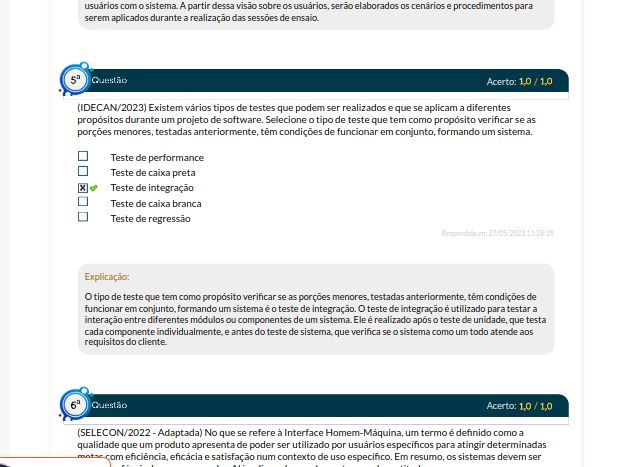 usuários com o sistema. A partir dessa visão sobre os usuários, serão elaborados os cenários e procedimentos para
serem aplicados durante a realização das sessões de ensaio.
5ª Questão Acerto: 1,0 / 1,0
(IDECAN/2023) Existem vários tipos de testes que podem ser realizados e que se aplicam a diferentes
propósitos durante um projeto de software. Selecione o tipo de teste que tem como propósito verificar se as
porções menores, testadas anteriormente, têm condições de funcionar em conjunto, formando um sistema.
Teste de performance
Teste de caixa preta
X Teste de integração
Teste de caixa branca
Teste de regressão
Respondido em 27/05/2023 11:28:39
Explicação:
O tipo de teste que tem como propósito verificar se as porções menores, testadas anteriormente, têm condições de
funcionar em conjunto, formando um sistema é o teste de integração. O teste de integração é utilizado para testar a
interação entre diferentes módulos ou componentes de um sistema. Ele é realizado após o teste de unidade, que testa
cada componente individualmente, e antes do teste de sistema, que verifica se o sistema como um todo atende aos
requisitos do cliente.
6ª Questão Acerto: 1,0 / 1,0
(SELECON/2022 - Adaptada) No que se refere à Interface Homem-Máquina, um termo é definido como a
qualidade que um produto apresenta de poder ser utilizado por usuários específicos para atingir determinadas
metas com eficiência, eficácia e satisfação num contexto de uso específico. Em resumo, os sistemas devem ser